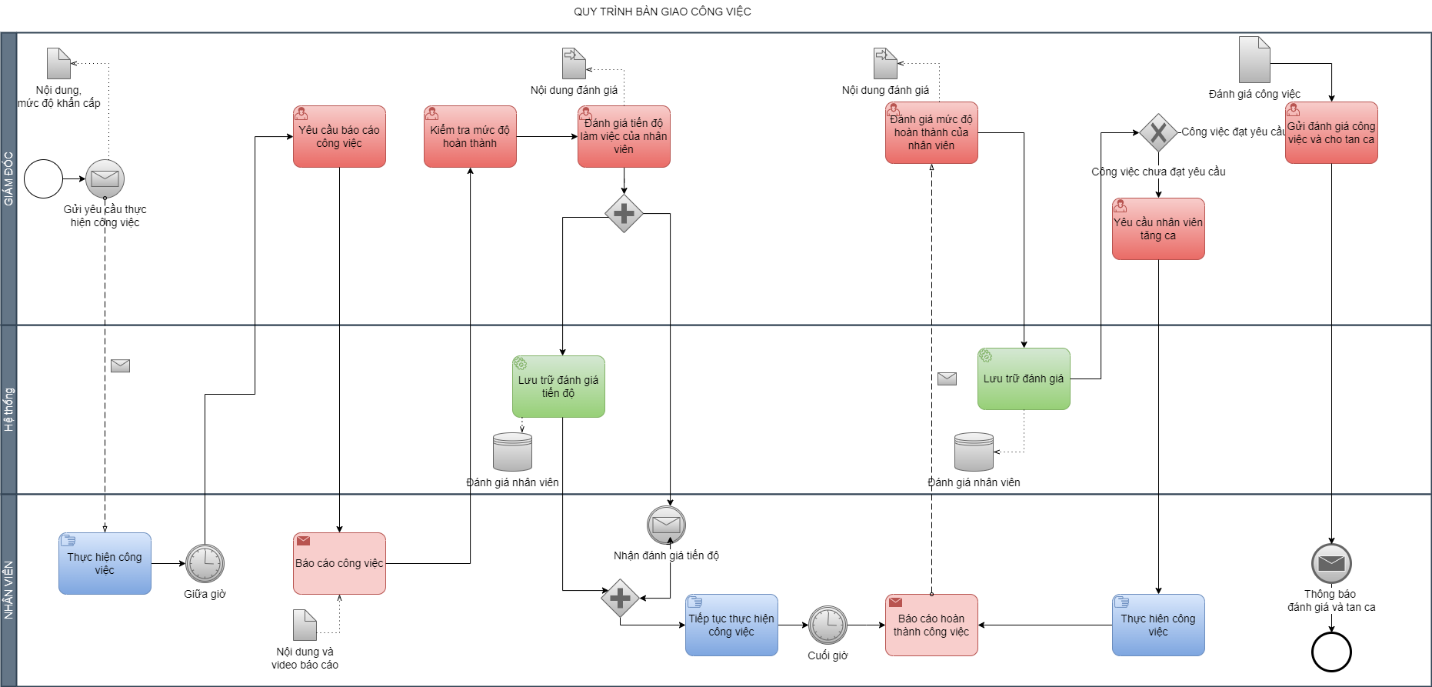 QUY TRÌNH BÀN GIAO CÔNG VIỆC
GIÁM ĐỐC
Nội dung,
mức độ khẩn cấp
Gửi yêu cầu thực
hiện công việc
Yêu cầu báo cáo
công việc
Kiểm tra mức độ
hoàn thành
Nội dung đánh giá
Đánh giá tiến độ
làm việc của nhân
viên
Nội dung đánh giá
Đánh giá mức độ
hoàn thành của
nhân viên
Công việc đạt yêu cầu
Công việc chưa đạt yêu cầu
Yêu cầu nhân viên
tăng ca
Đánh giá công việc
Gửi đánh giá công
việc và cho tan ca
Hệ thống
Lưu trữ đánh giá
tiến độ
Đánh giá nhân viên
Lưu trữ đánh giá
Đánh giá nhân viên
NHÂN VIÊN
Thực hiện công
việc
Giữa giờ
Báo cáo công việc
Nội dung và
video báo cáo
Nhận đánh giá tiến độ
Tiếp tục thực hiện
công việc
Cuối giờ
Báo cáo hoàn
thành công việc
Thực hiện công
việc
Thông báo
đánh giá và tan ca